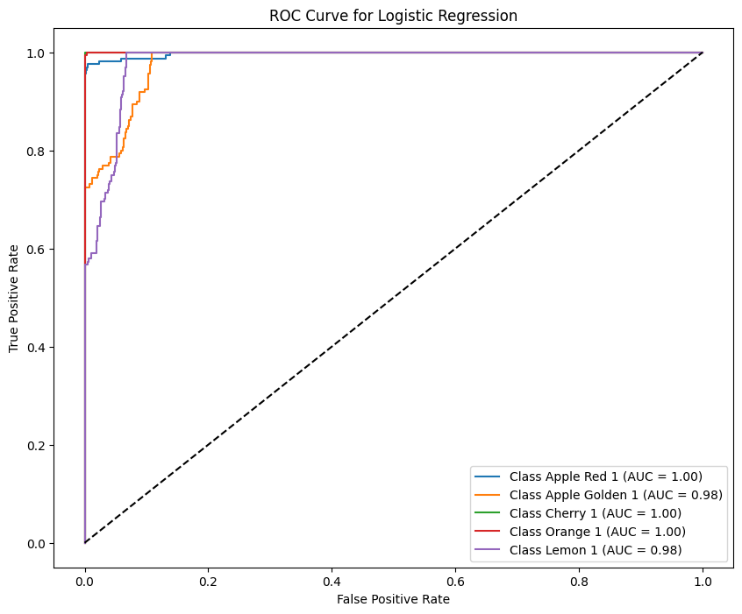 ROC Curve for Logistic Regression
True Positive Rate
1.0
0.8
0.6
0.4
0.2
0.0
Class Apple Red 1 (AUC = 1.00)
Class Apple Golden 1 (AUC = 0.98)
Class Cherry 1 (AUC = 1.00)
Class Orange 1 (AUC = 1.00)
Class Lemon 1 (AUC = 0.98)
0.0 0.2 0.4 0.6 0.8 1.0
False Positive Rate